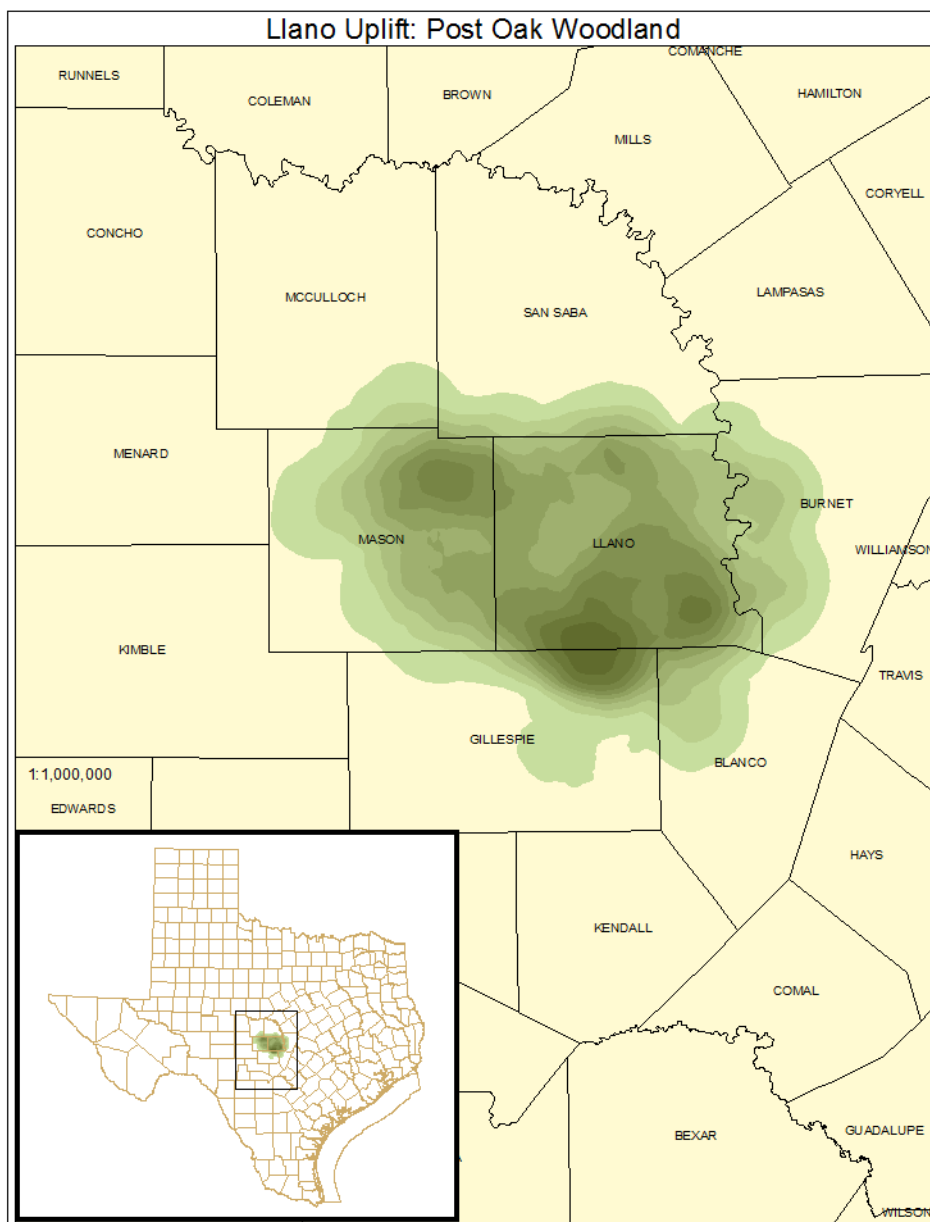 Llano Uplift: Post Oak Woodland
COMANCHE
RUNNELS
COLEMAN
BROWN
HAMILTON
MILLS
CORYELL
CONCHO
MCCULLOCH
SAN SABA
LAMPASAS
MENARD
BURNET
MASON
LLANO
WILLIAMSON
KIMBLE
TRAVIS
GILLESPIE
BLANCO
1:1,000,000
EDWARDS
HAYS
KENDALL
COMAL
BEXAR
GUADALUPE
WILSON